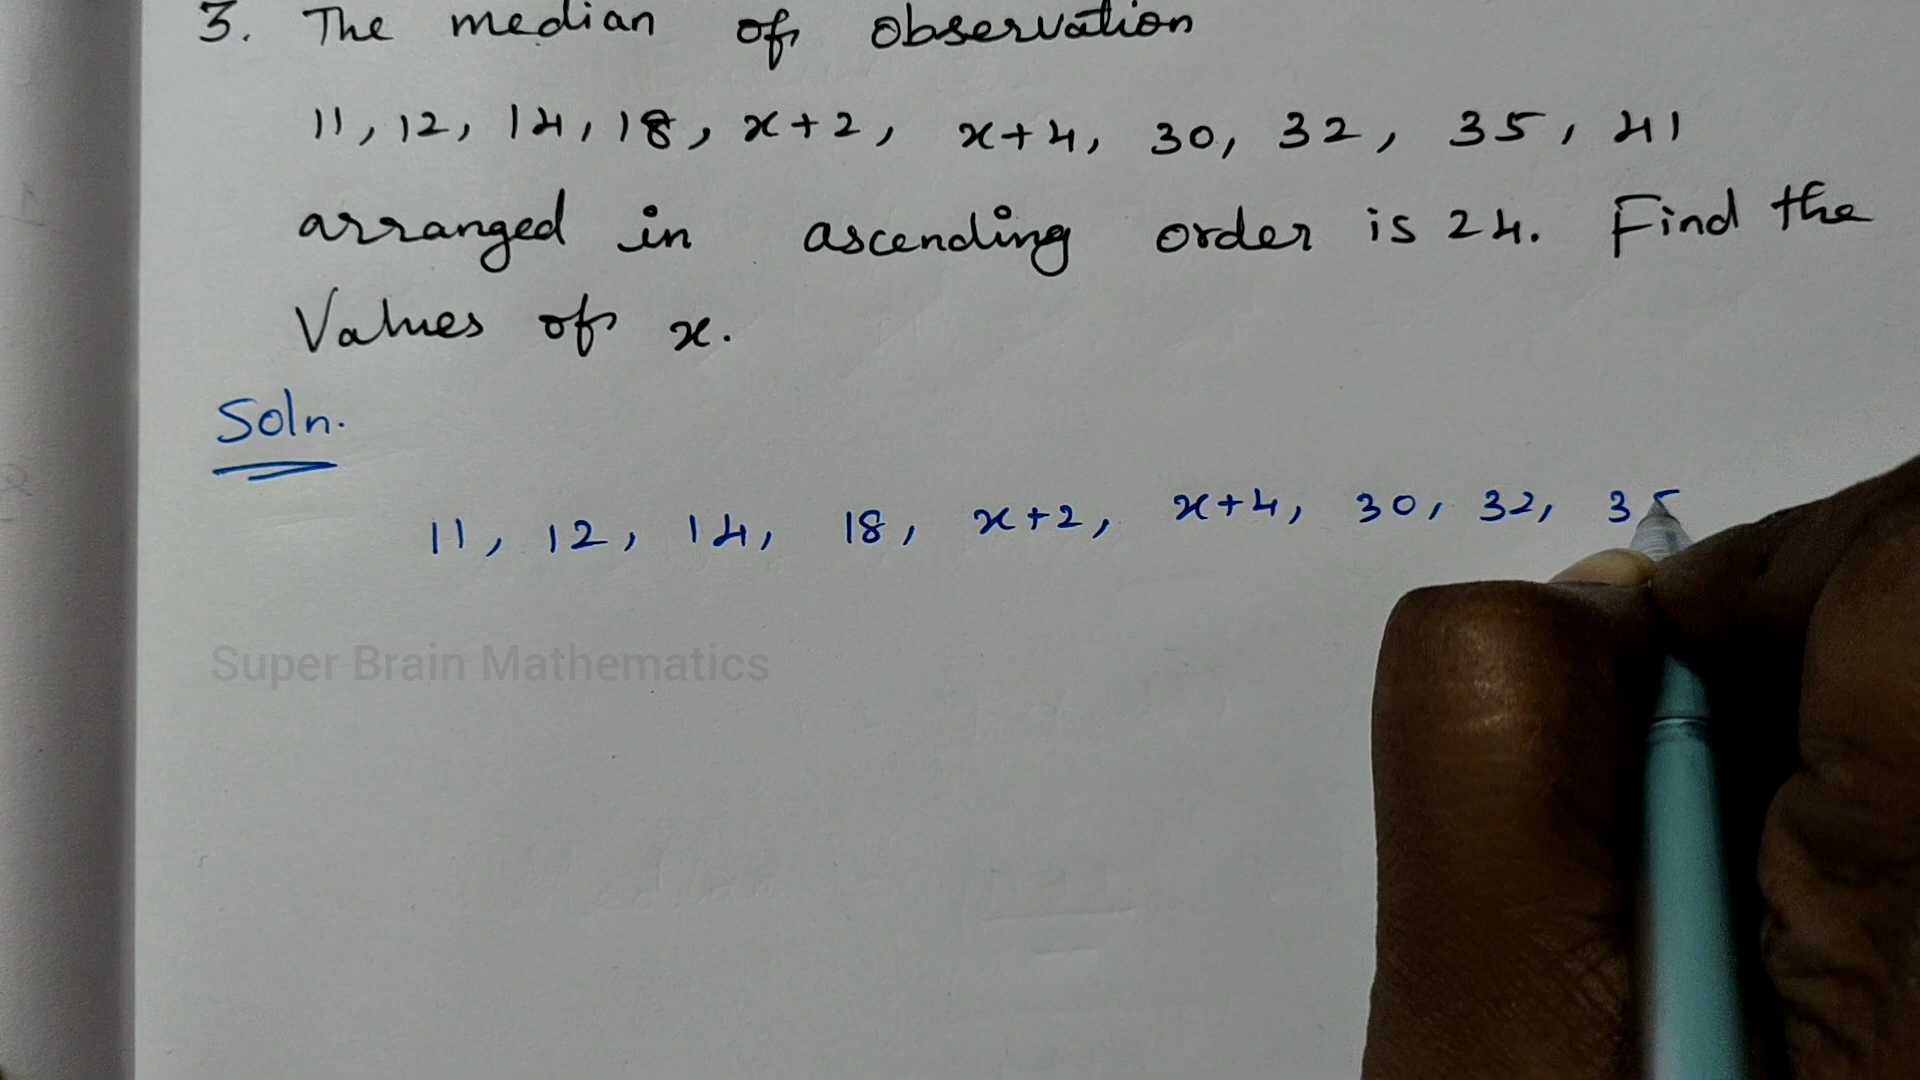 3. The median of observation
11, 12, 14, 18, x+2, x+4, 30, 32, 35, 41
arranged in ascending order is 24. Find the
Values of x.
Soln.
11, 12, 14, 18, x+2, x+4, 30, 32, 35
Super Brain Mathematics